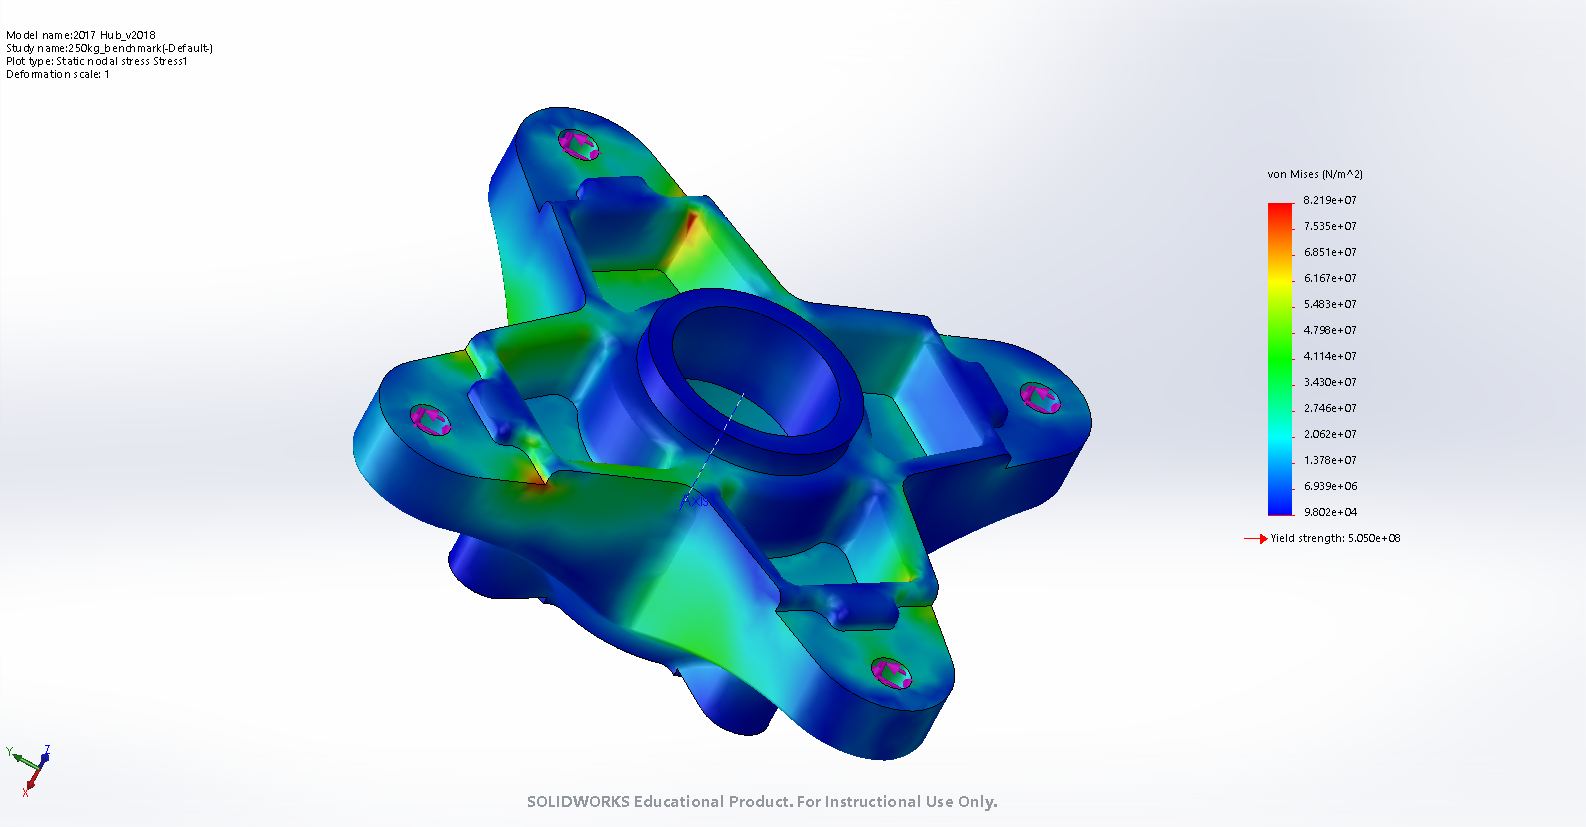 Model name:2017 Hub_v2018
Study name:250kg_benchmark(-Default-)
Plot type: Static nodal stress Stress1
Deformation scale: 1
von Mises (N/m^2)
8.219e+07
7.535e+07
6.851e+07
6.167e+07
5.483e+07
4.798e+07
4.114e+07
3.430e+07
2.746e+07
2.062e+07
1.378e+07
6.939e+06
9.802e+04
Yield strength: 5.050e+08
Axis
Y
Z
X
SOLIDWORKS Educational Product. For Instructional Use Only.